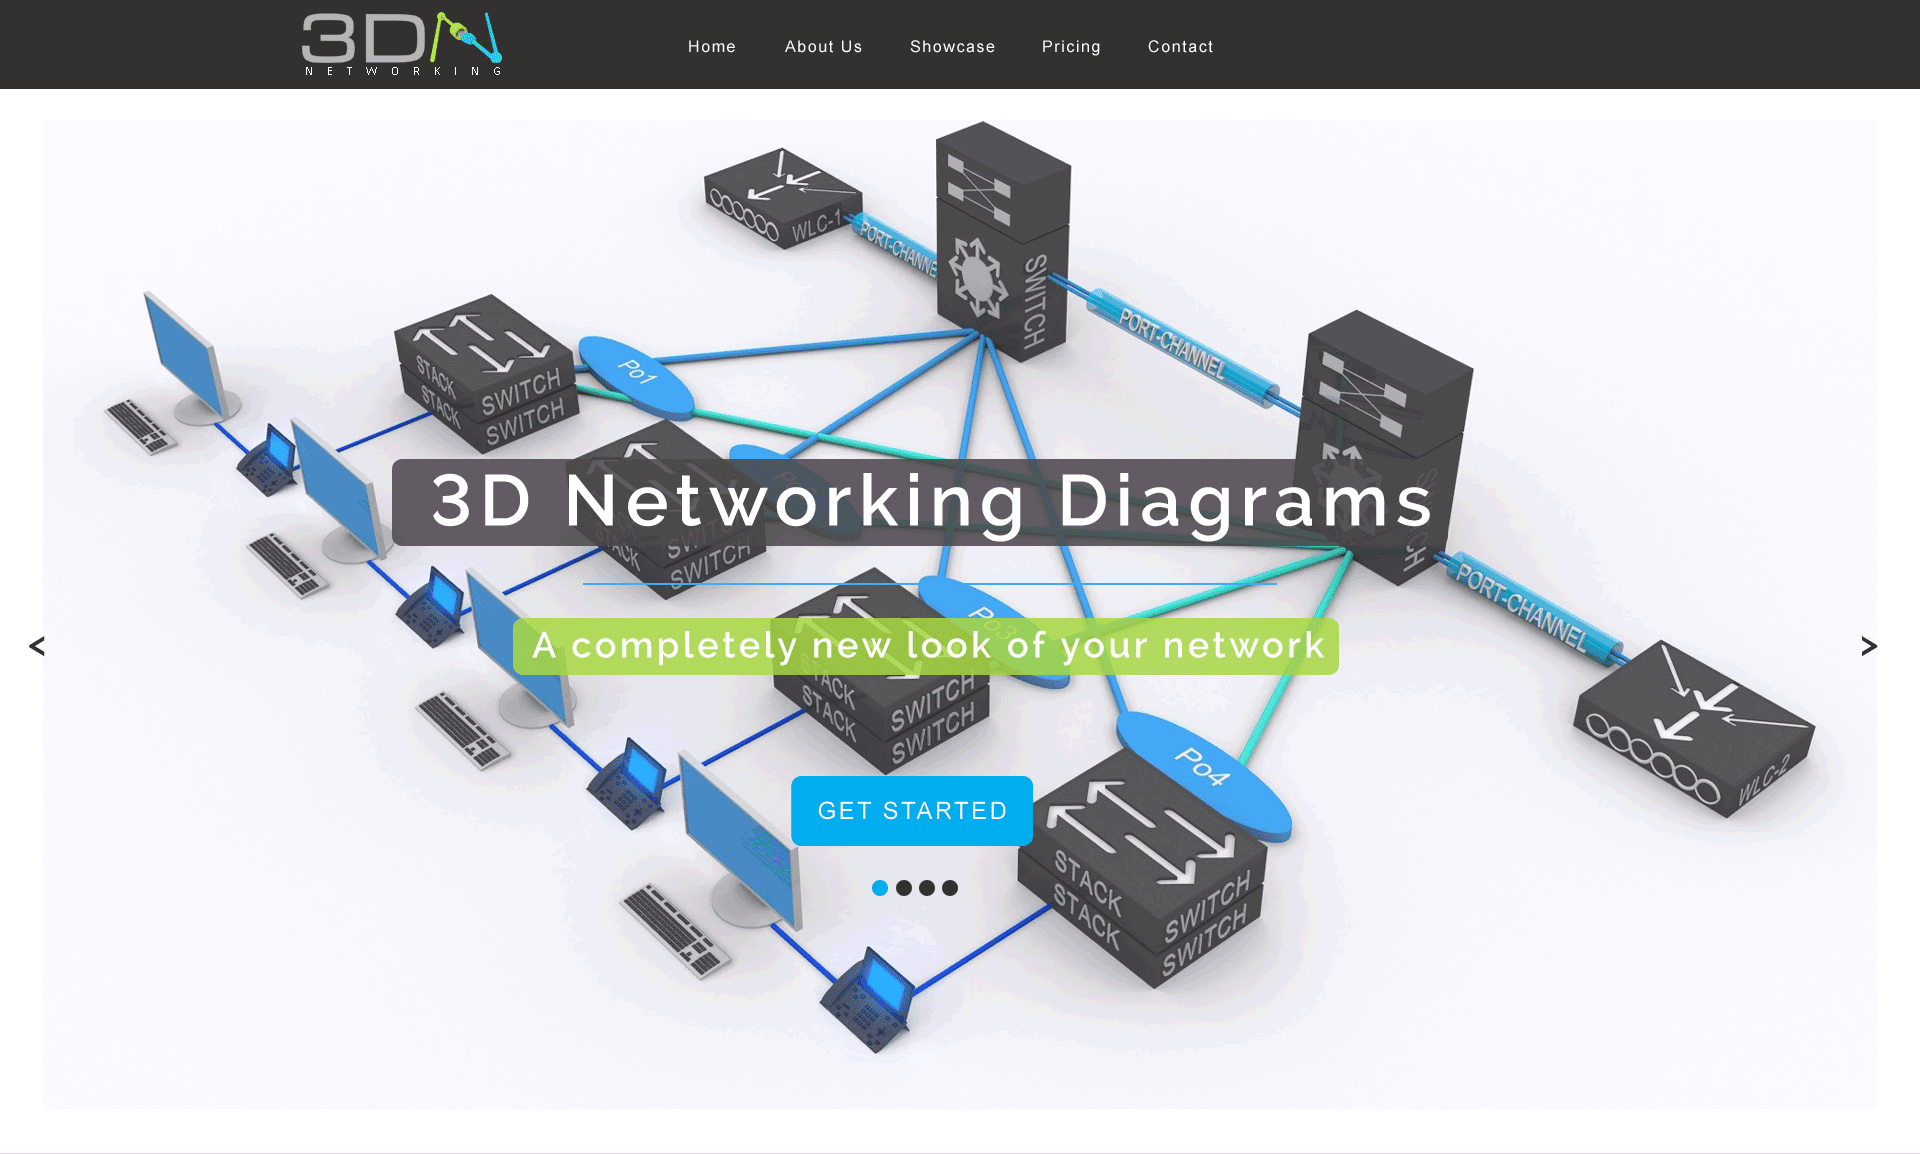 3DN
NETWORKING
Home
About Us
Showcase
Pricing
Contact
WLC-1
PORT-CHANNEL
SWITCH
PORT-CHANNEL
STACK
STACK
SWITCH
SWITCH
Po1
3D Networking Diagrams
STACK
SWITCH
SWITCH
SWITCH
PORT-CHANNEL
Po3
A completely new look of your network
<
>
STACK
STACK
SWITCH
SWITCH
Po4
WLC-2
GET STARTED
STACK
STACK
SWITCH
SWITCH